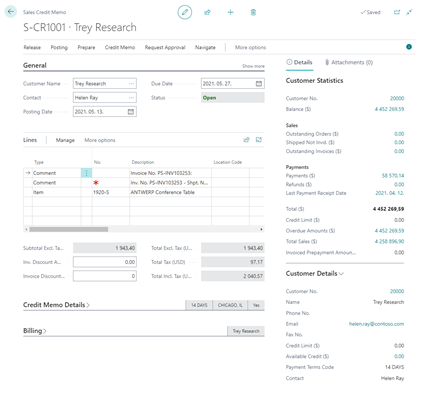 Sales Credit Memo
Saved
S-CR1001 · Trey Research
Release Posting Prepare Credit Memo Request Approval Navigate More options
General
Show more
Customer Name Trey Research
Due Date 2021. 05. 27.
Contact Helen Ray
Status Open
Posting Date 2021. 05. 13.
Lines Manage More options
Type No. Description Location Code
Comment Invoice No. PS-INV103253:
Comment * Inv. No. PS-INV103253 - Shpt. N...
Item 1920-S ANTWERP Conference Table
Subtotal Excl. Ta... 1 943,40
Total Excl. Tax (U... 1 943,40
Inv. Discount A... 0,00
Total Tax (USD) 97,17
Invoice Discount... 0
Total Incl. Tax (U... 2 040,57
Credit Memo Details 14 DAYS CHICAGO, IL Yes
Billing Trey Research
Details Attachments (0)
Customer Statistics
Customer No. 20000
Balance ($) 4 452 269,59
Sales
Outstanding Orders ($) 0,00
Shipped Not Invd. ($) 0,00
Outstanding Invoices ($) 0,00
Payments
Payments ($) 58 570,14
Refunds ($) 0,00
Last Payment Receipt Date 2021. 04. 12.
Total ($) 4 452 269,59
Credit Limit ($) 0,00
Overdue Amounts ($) 4 452 269,59
Total Sales ($) 4 258 896,90
Invoiced Prepayment Amoun... 0,00
Customer Details
Customer No. 20000
Name Trey Research
Phone No.
Email helen.ray@contoso.com
Fax No.
Credit Limit ($) 0,00
Available Credit ($) 0,00
Payment Terms Code 14 DAYS
Contact Helen Ray